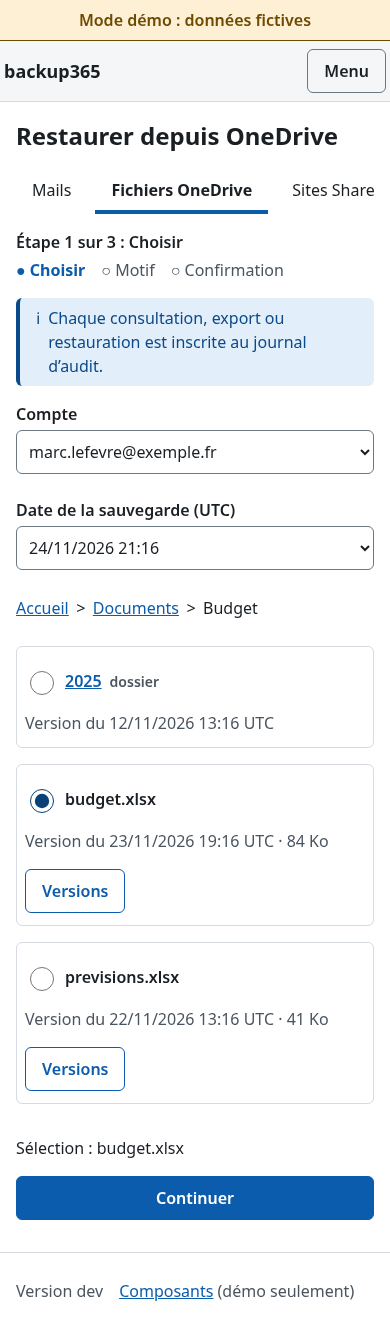 Mode démo : données fictives
backup365
Menu
Restaurer depuis OneDrive
Mails Fichiers OneDrive Sites Share
Étape 1 sur 3 : Choisir
● Choisir ○ Motif ○ Confirmation
i Chaque consultation, export ou
restauration est inscrite au journal
d’audit.
Compte
marc.lefevre@exemple.fr
Date de la sauvegarde (UTC)
24/11/2026 21:16
Accueil > Documents > Budget
2025 dossier
Version du 12/11/2026 13:16 UTC
budget.xlsx
Version du 23/11/2026 19:16 UTC · 84 Ko
Versions
previsions.xlsx
Version du 22/11/2026 13:16 UTC · 41 Ko
Versions
Sélection : budget.xlsx
Continuer
Version dev Composants (démo seulement)